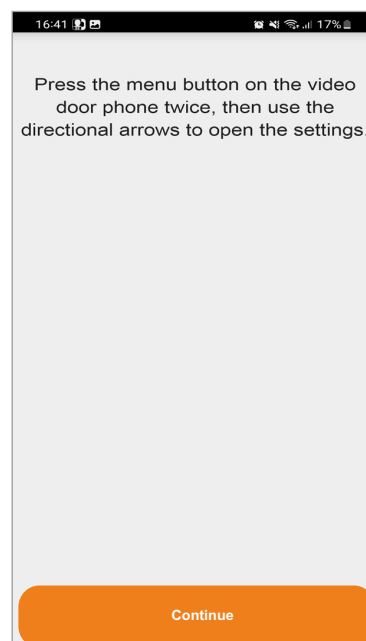 16:41 17%
Press the menu button on the video
door phone twice, then use the
directional arrows to open the settings.
Continue